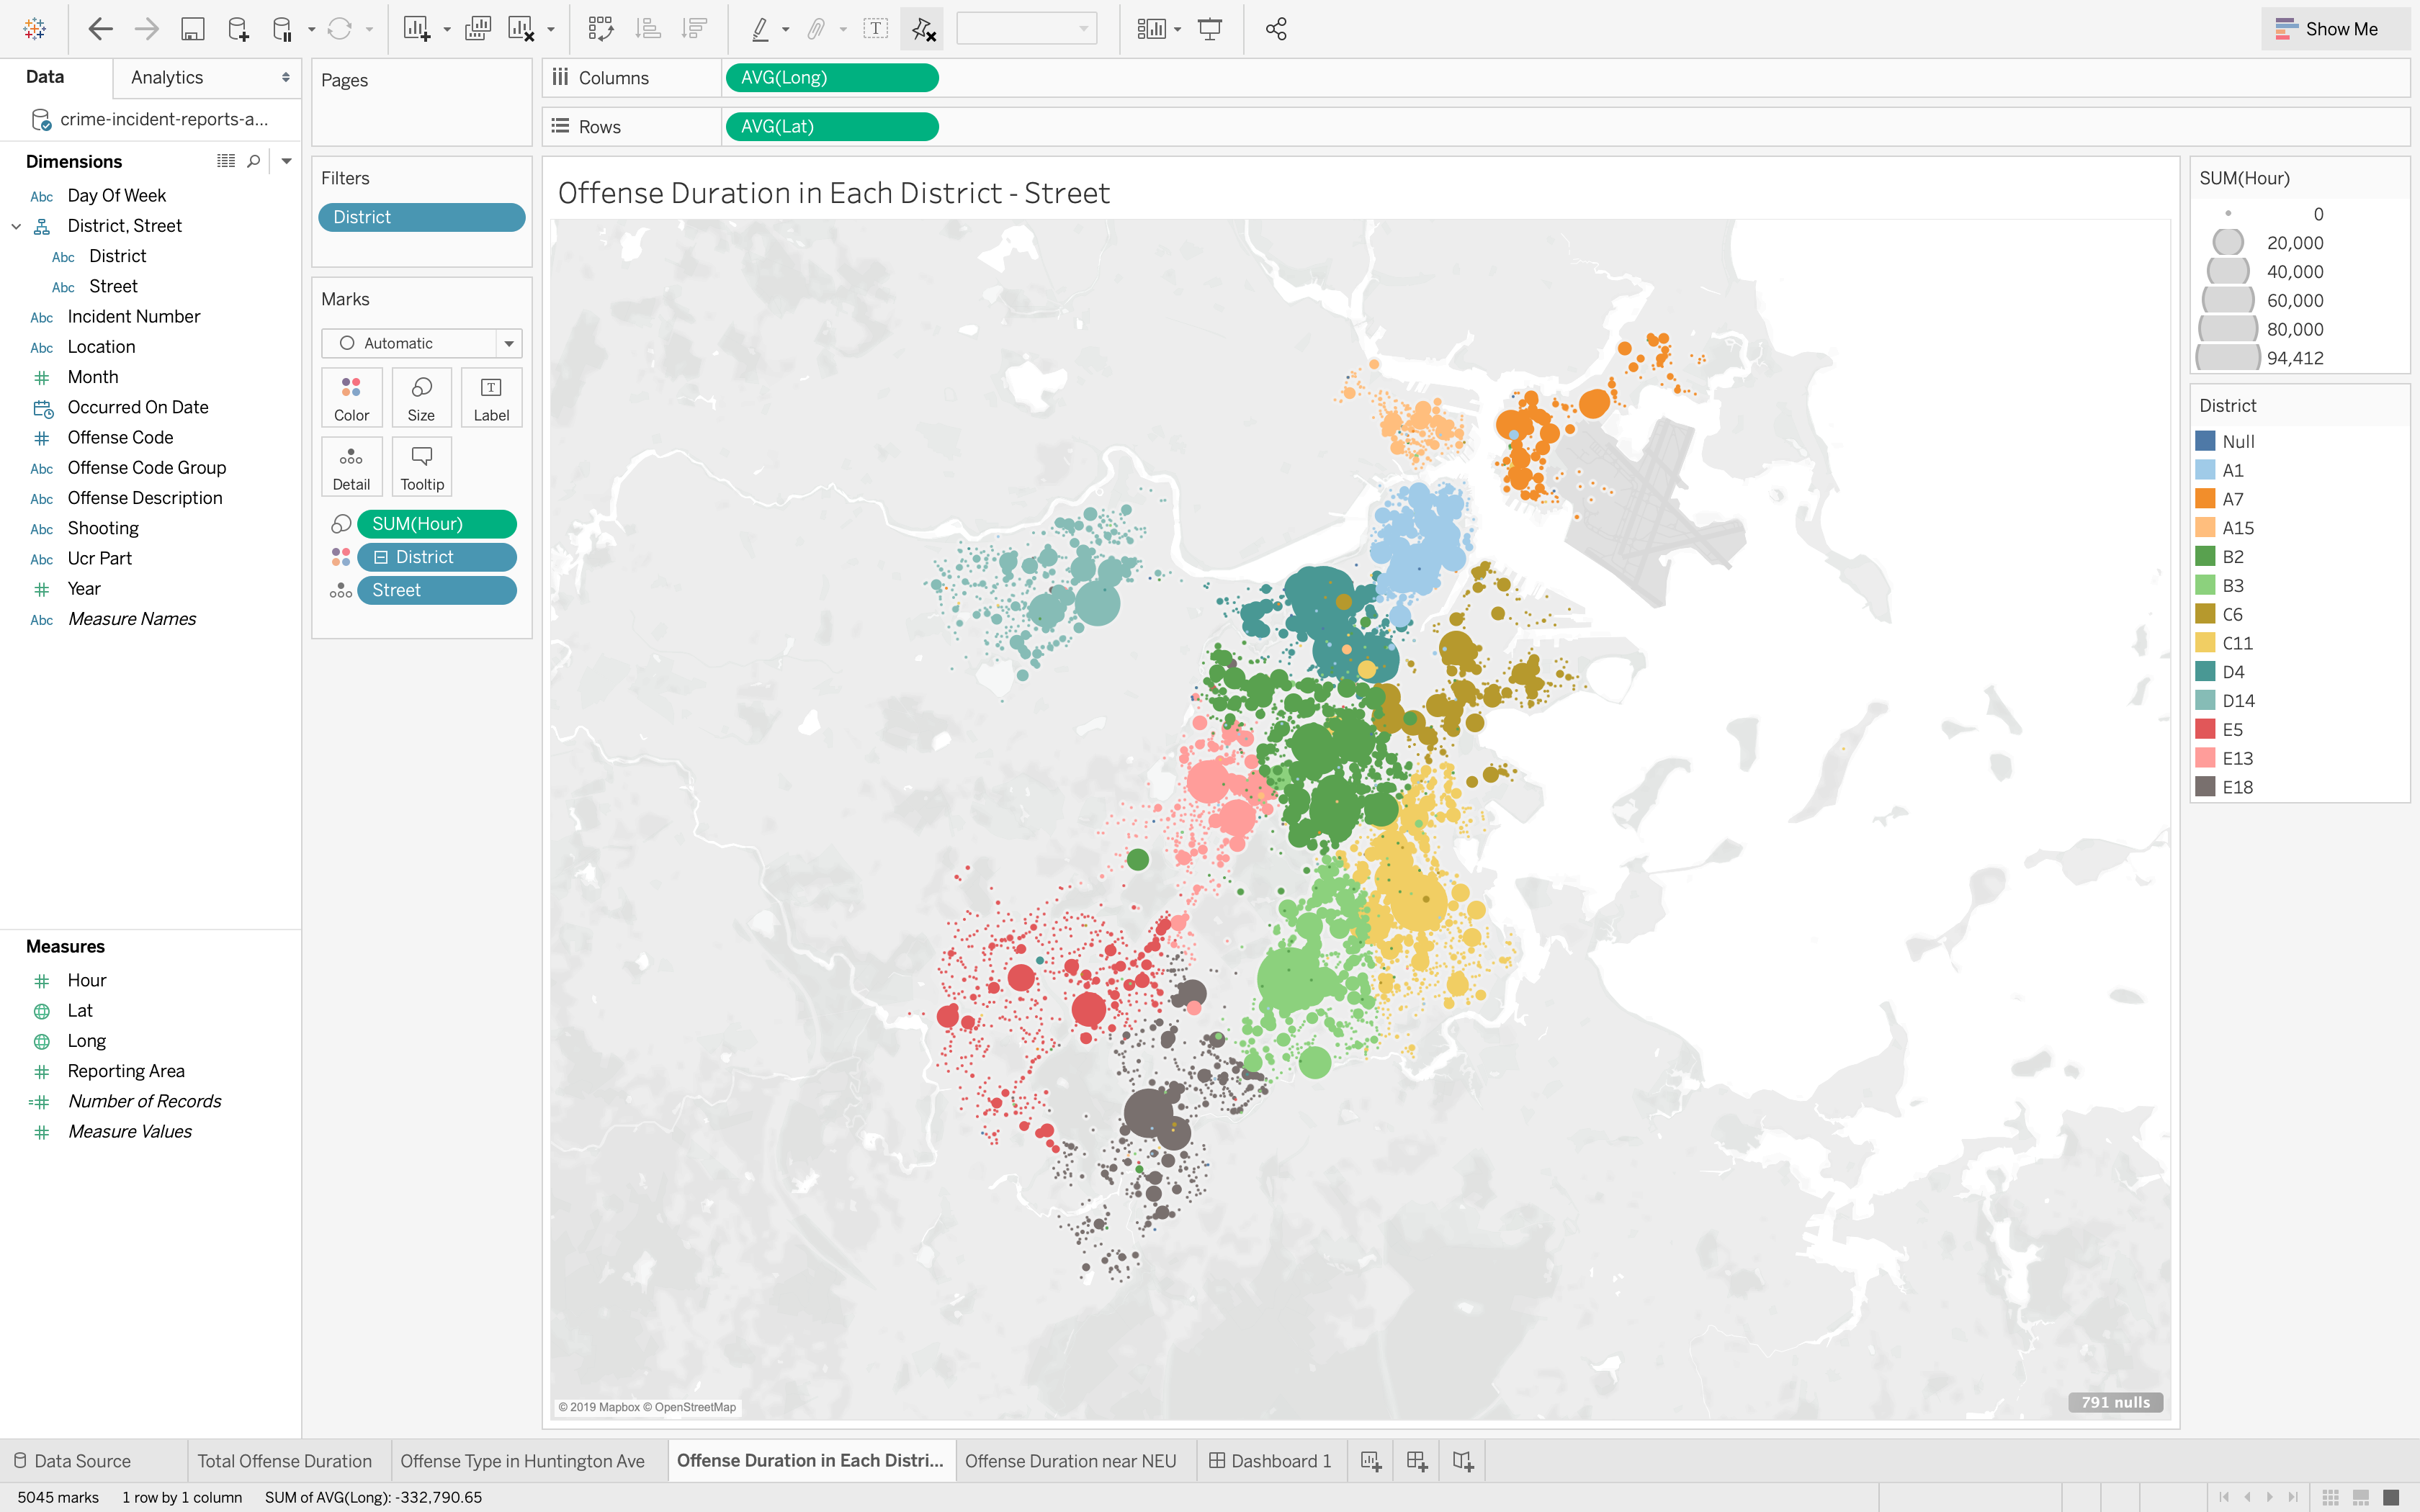 Show Me
Data
Analytics
crime-incident-reports-a...
Dimensions
Abc Day Of Week
District, Street
Abc District
Abc Street
Abc Incident Number
Abc Location
Month
Occurred On Date
Offense Code
Abc Offense Code Group
Abc Offense Description
Abc Shooting
Abc Ucr Part
Year
Abc Measure Names
Measures
Hour
Lat
Long
Reporting Area
Number of Records
Measure Values
Pages
Filters
District
Marks
Automatic
Color
Size
T
Label
Detail
Tooltip
SUM(Hour)
District
Street
Columns
AVG(Long)
Rows
AVG(Lat)
Offense Duration in Each District - Street
© 2019 Mapbox © OpenStreetMap
791 nulls
SUM(Hour)
0
20,000
40,000
60,000
80,000
94,412
District
Null
A1
A7
A15
B2
B3
C6
C11
D4
D14
E5
E13
E18
Data Source
Total Offense Duration
Offense Type in Huntington Ave
Offense Duration in Each Distri...
Offense Duration near NEU
Dashboard 1
5045 marks
1 row by 1 column
SUM of AVG(Long): -332,790.65